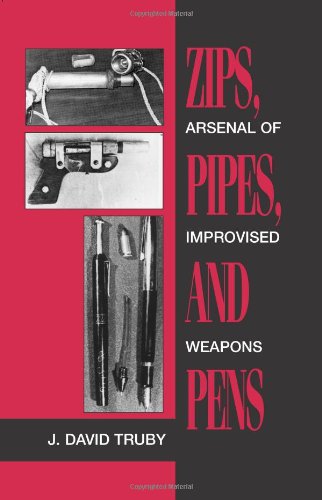 ZIPS,
ARSENAL OF
PIPES,
IMPROVISED
AND
WEAPONS
PENS
J. DAVID TRUBY